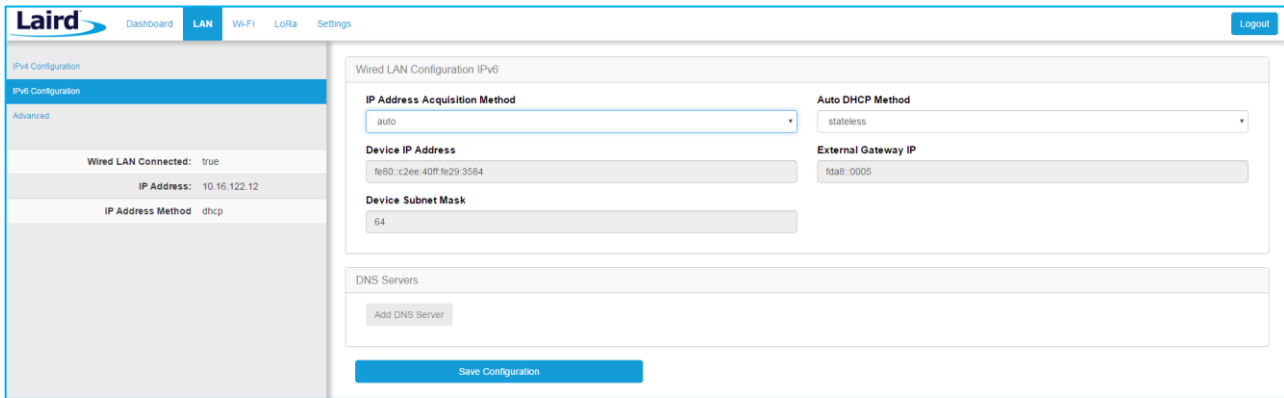 Laird
Dashboard LAN Wi-Fi LoRa Settings Logout
IPv4 Configuration
IPv6 Configuration
Advanced
Wired LAN Connected: true
IP Address: 10.16.122.12
IP Address Method dhcp
Wired LAN Configuration IPv6
IP Address Acquisition Method Auto DHCP Method
auto stateless
Device IP Address External Gateway IP
fe80::c2ee:40ff:fe29:3584 fda8::0005
Device Subnet Mask
64
DNS Servers
Add DNS Server
Save Configuration